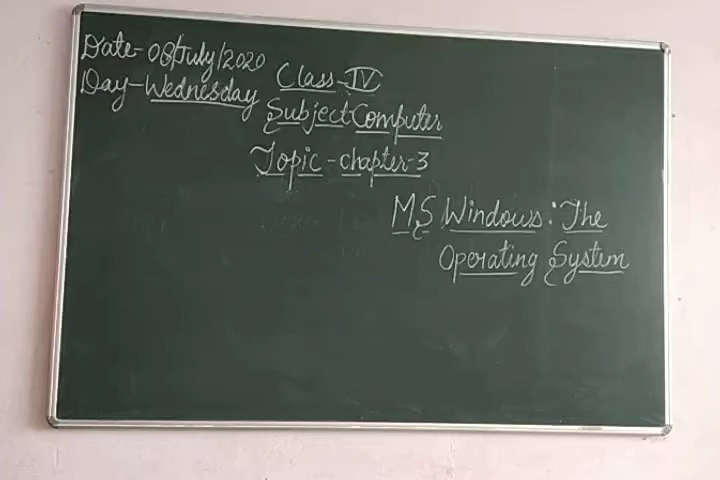 Date-08/July/2020
Day-Wednesday
Class-IV
Subject Computer
Topic-chapter-3
MS Windows: The
Operating System